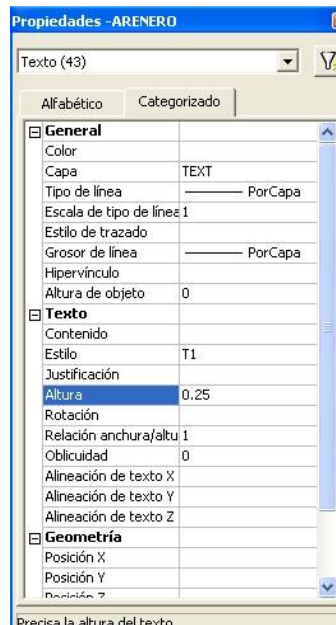 Propiedades -ARENERO
Texto (43)
Alfabético Categorizado
General
Color
Capa TEXT
Tipo de línea PorCapa
Escala de tipo de línea 1
Estilo de trazado
Grosor de línea PorCapa
Hipervínculo
Altura de objeto 0
Texto
Contenido
Estilo T1
Justificación
Altura 0.25
Rotación
Relación anchura/altu 1
Oblicuidad 0
Alineación de texto X
Alineación de texto Y
Alineación de texto Z
Geometría
Posición X
Posición Y
Posición Z
Precisa la altura del texto